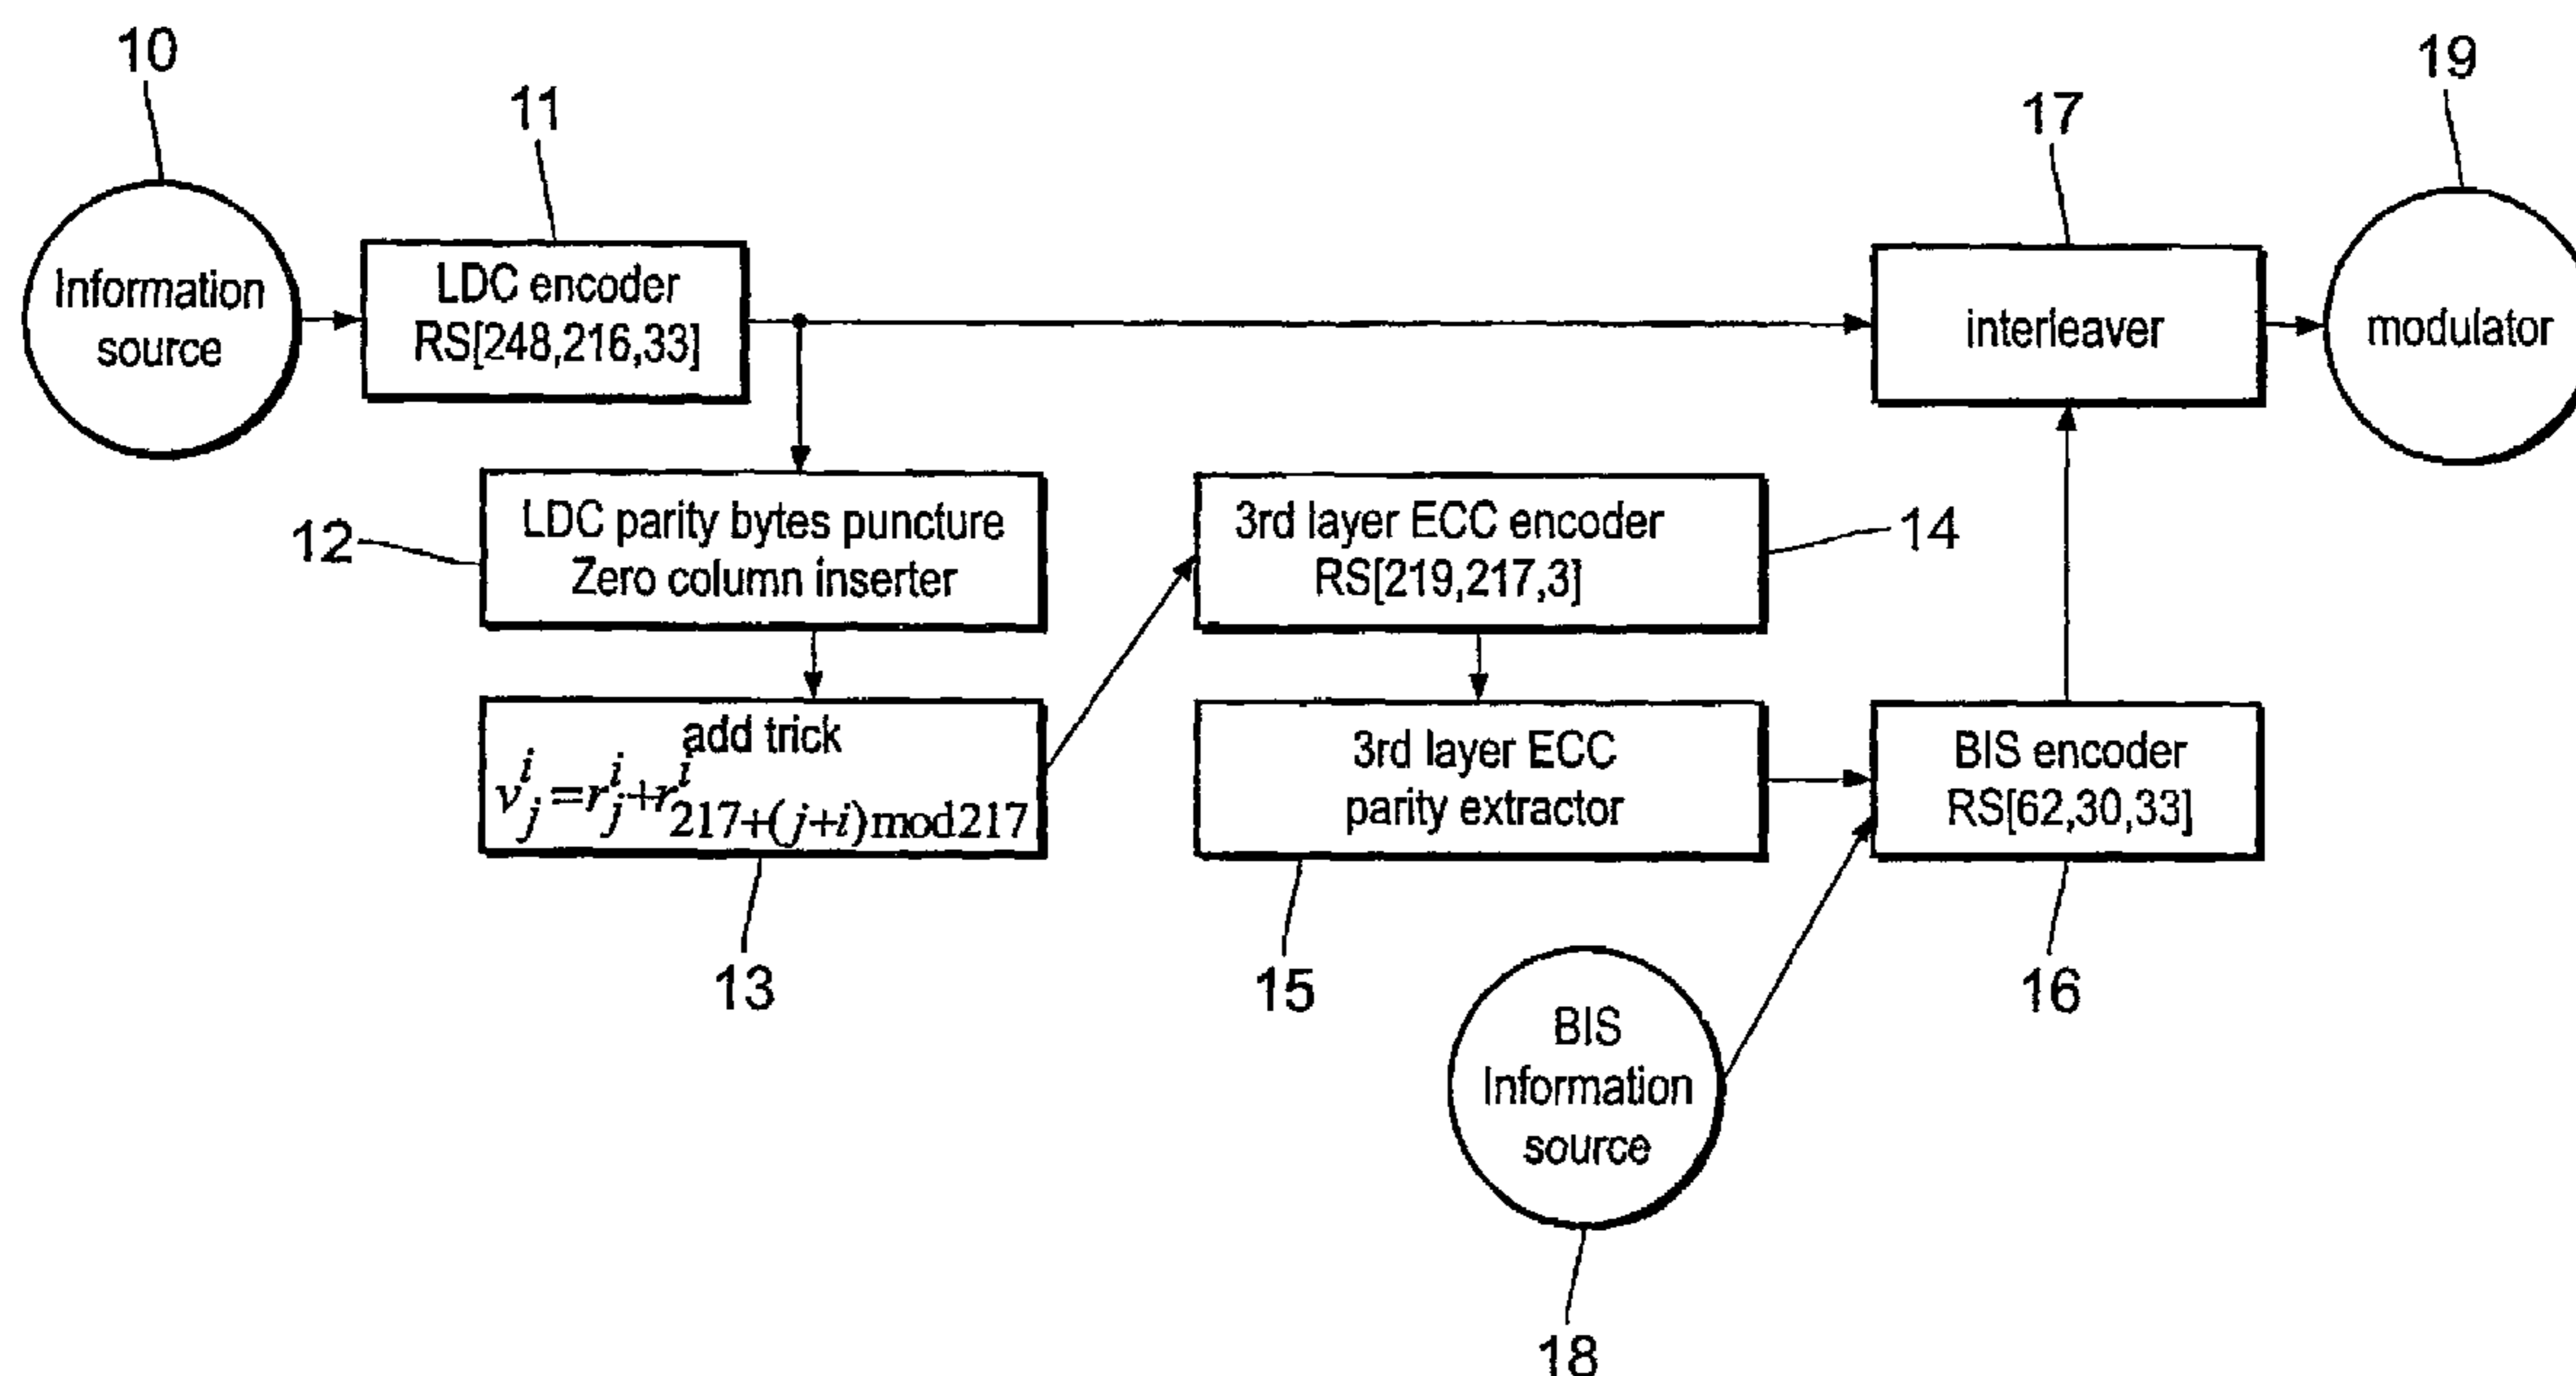 10
11
17
19
Information
source
LDC encoder
RS[248,216,33]
interleaver
modulator
12
LDC parity bytes puncture
Zero column inserter
3rd layer ECC encoder
RS[219,217,3]
14
add trick
v^i_j=r^i_j+r^i_{217+(j+i)mod217}
3rd layer ECC
parity extractor
BIS encoder
RS[62,30,33]
13
15
16
BIS
Information
source
18